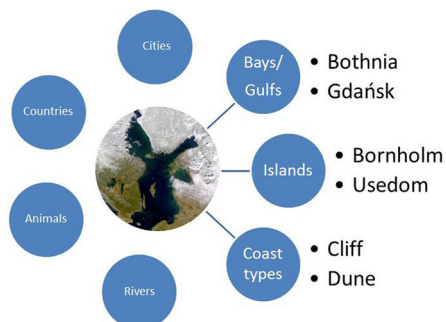 Cities
Bays/
Gulfs
• Bothnia
• Gdańsk
Countries
Islands
• Bornholm
• Usedom
Animals
Coast
types
• Cliff
• Dune
Rivers